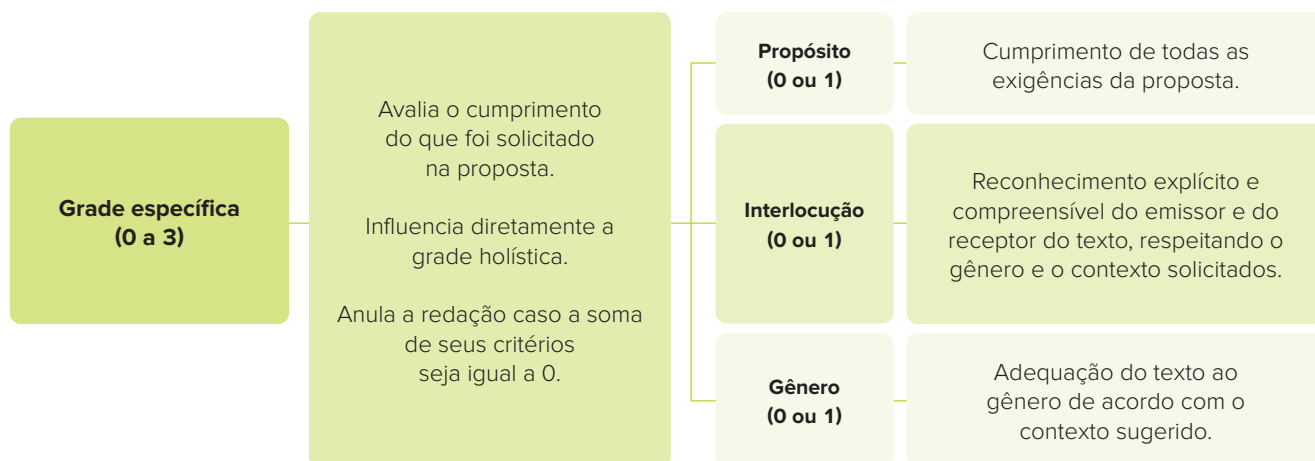 Grade específica
(0 a 3)
Avalia o cumprimento
do que foi solicitado
na proposta.
Influencia diretamente a
grade holística.
Anula a redação caso a soma
de seus critérios
seja igual a 0.
Propósito
(0 ou 1)
Cumprimento de todas as
exigências da proposta.
Interlocução
(0 ou 1)
Reconhecimento explícito e
compreensível do emissor e do
receptor do texto, respeitando o
gênero e o contexto solicitados.
Gênero
(0 ou 1)
Adequação do texto ao
gênero de acordo com o
contexto sugerido.